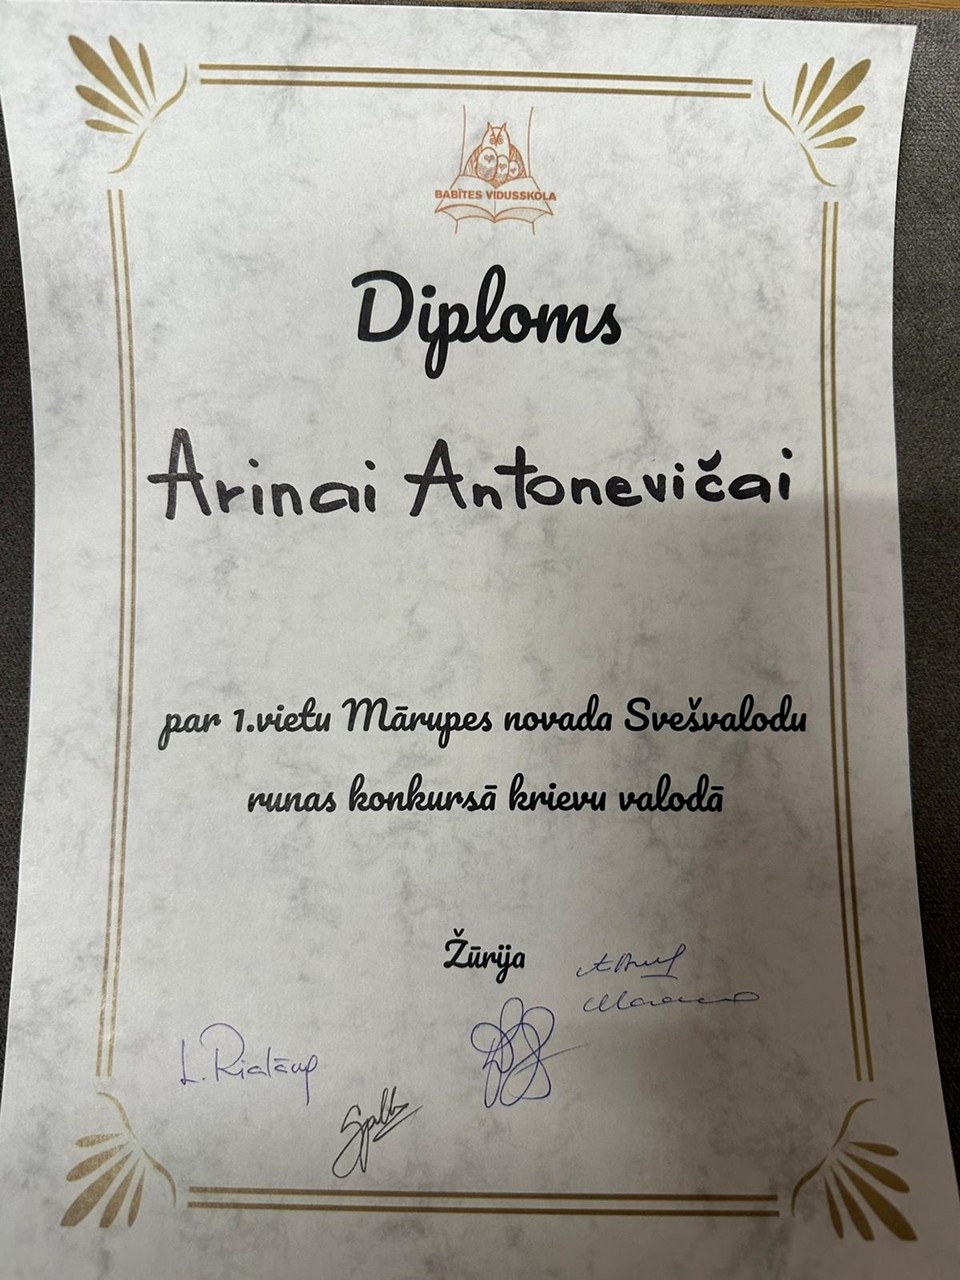 BABĪTES VIDUSSKOLA
Diploms
Arinai Antonevičai
par 1.vietu Mārupes novada Svešvalodu
runas konkursā krievu valodā
Žūrija